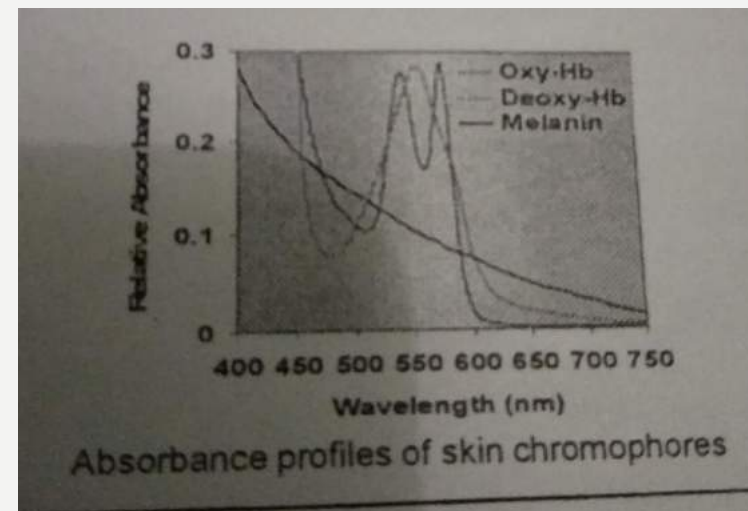 0.3
Oxy-Hb
Deoxy-Hb
Melanin
0.2
0.1
0
Relative Absorbance
400 450 500 550 600 650 700 750
Wavelength (nm)
Absorbance profiles of skin chromophores